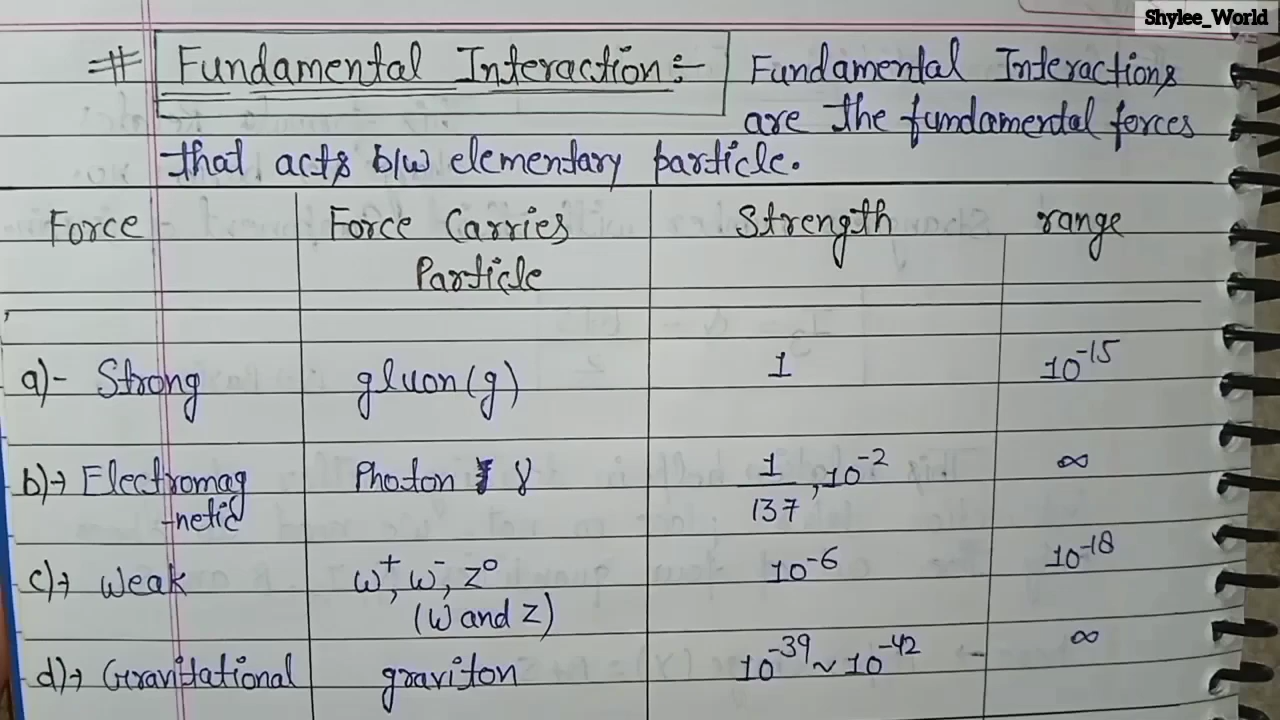 Shylee_World
# Fundamental Interaction :- Fundamental Interactions
are the fundamental forces
that acts b/w elementary particle.
Force Force Carries Strength range
Particle
a)- Strong gluon(g) 1 10^-15
b)→ Electromag Photon γ 1/137, 10^-2 ∞
-netic
c)→ Weak W+, W-, Z0 10^-6 10^-18
(W and Z)
d)→ Gravitational graviton 10^-39 ~ 10^-42 - ∞